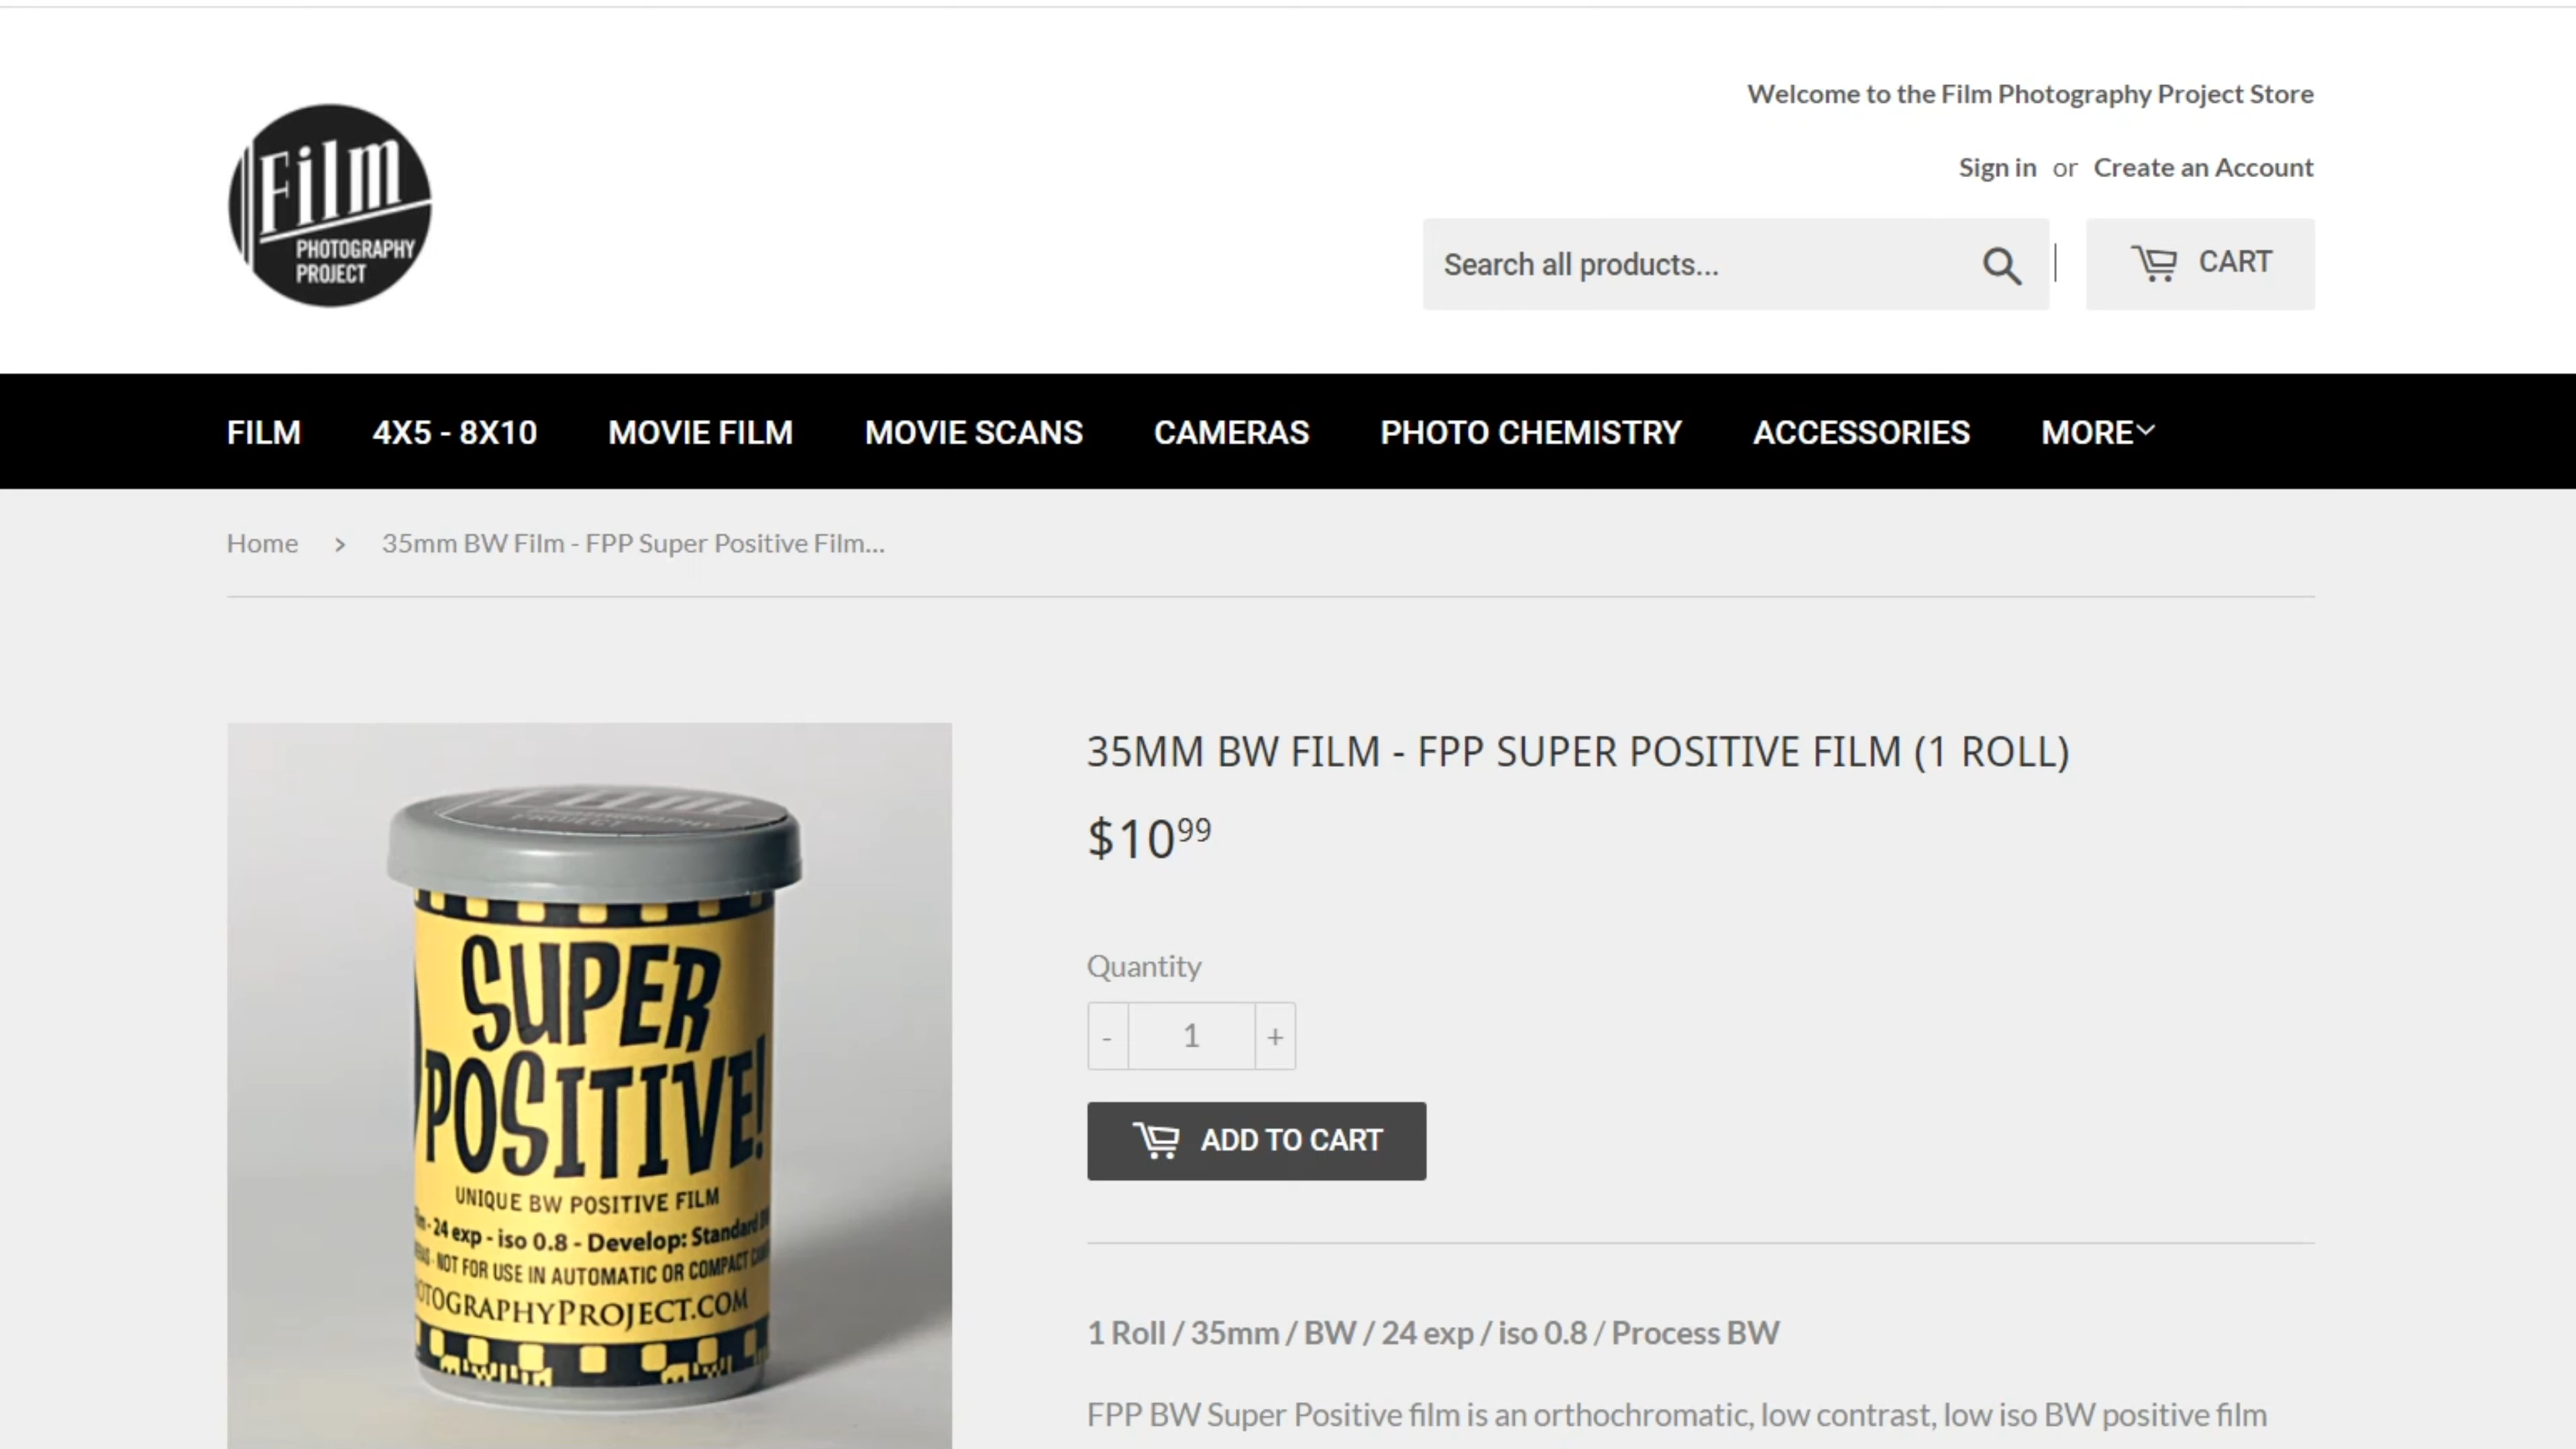 Film
PHOTOGRAPHY
PROJECT
Welcome to the Film Photography Project Store
Sign in or Create an Account
Search all products...
CART
FILM 4X5 - 8X10 MOVIE FILM MOVIE SCANS CAMERAS PHOTO CHEMISTRY ACCESSORIES MORE
Home > 35mm BW Film - FPP Super Positive Film...
35MM BW FILM - FPP SUPER POSITIVE FILM (1 ROLL)
$10 99
Quantity
- 1 +
ADD TO CART
1 Roll / 35mm / BW / 24 exp / iso 0.8 / Process BW
FPP BW Super Positive film is an orthochromatic, low contrast, low iso BW positive film
SUPER
POSITIVE!
UNIQUE BW POSITIVE FILM
- 24 exp - iso 0.8 - Develop: Standard
- NOT FOR USE IN AUTOMATIC OR COMPACT
OTOGRAPHYPROJECT.COM